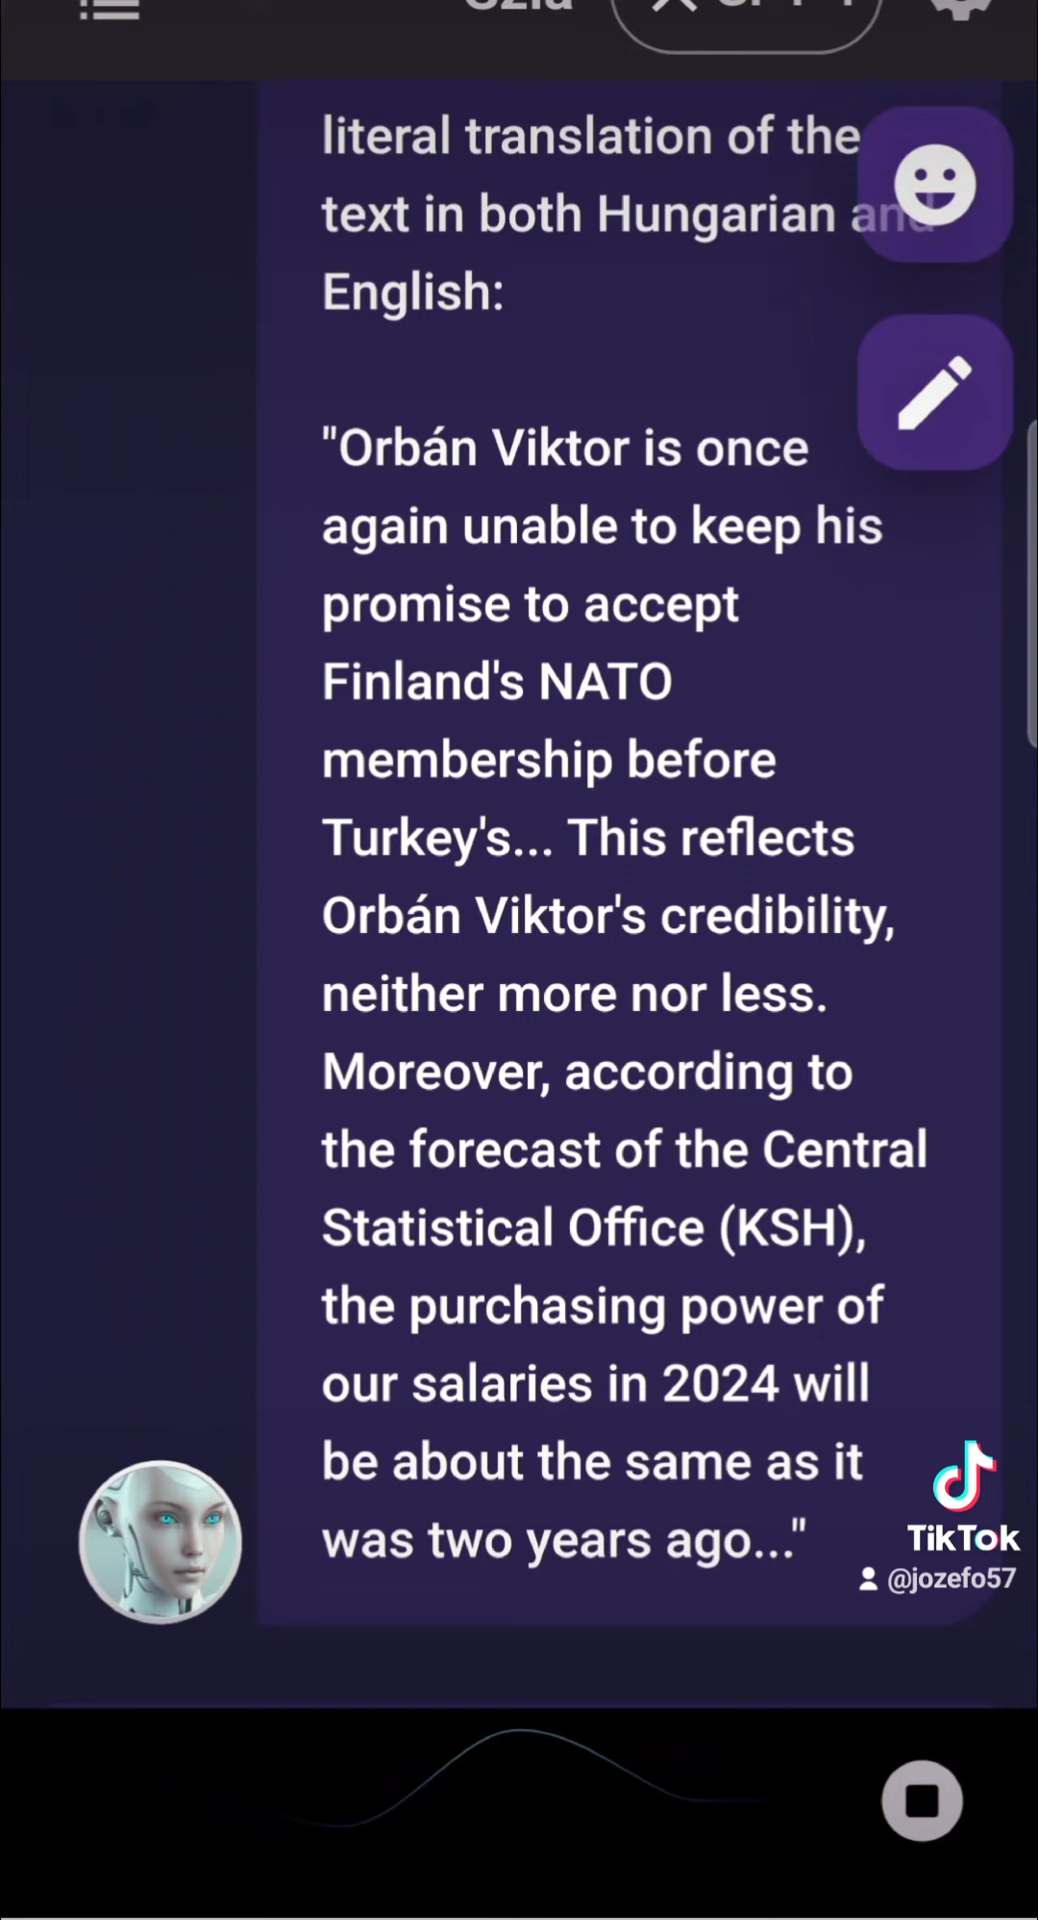 literal translation of the
text in both Hungarian and
English:
"Orbán Viktor is once
again unable to keep his
promise to accept
Finland's NATO
membership before
Turkey's... This reflects
Orbán Viktor's credibility,
neither more nor less.
Moreover, according to
the forecast of the Central
Statistical Office (KSH),
the purchasing power of
our salaries in 2024 will
be about the same as it
was two years ago..."
TikTok
@jozefo57